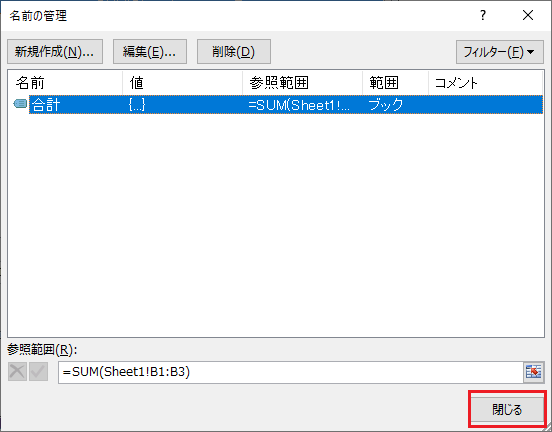 名前の管理 ?
新規作成(N)... 編集(E)... 削除(D) フィルター(F)
名前 値 参照範囲 範囲 コメント
合計 {...} =SUM(Sheet1!... ブック
参照範囲(R):
=SUM(Sheet1!B1:B3)
閉じる